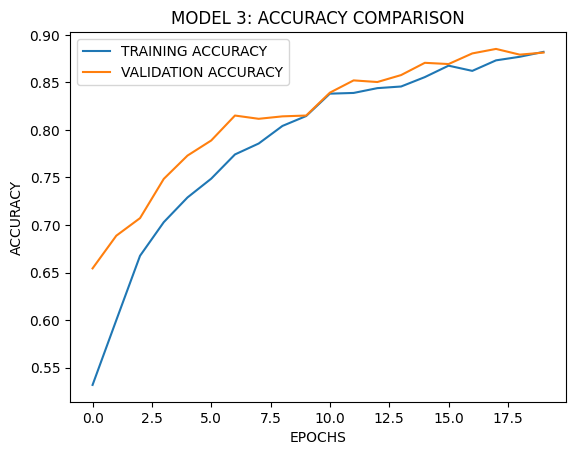 MODEL 3: ACCURACY COMPARISON
TRAINING ACCURACY
VALIDATION ACCURACY
0.90
0.85
0.80
0.75
0.70
0.65
0.60
0.55
ACCURACY
0.0 2.5 5.0 7.5 10.0 12.5 15.0 17.5
EPOCHS